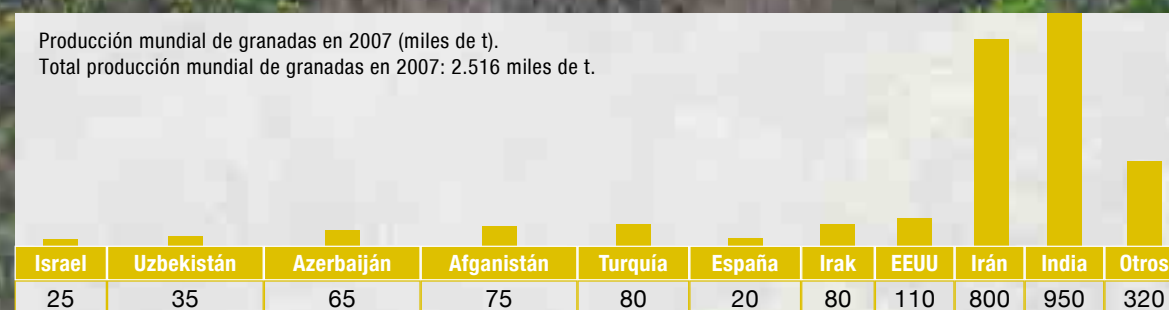 Producción mundial de granadas en 2007 (miles de t).
Total producción mundial de granadas en 2007: 2.516 miles de t.
Israel Uzbekistán Azerbaiján Afganistán Turquía España Irak EEUU Irán India Otros
25 35 65 75 80 20 80 110 800 950 320